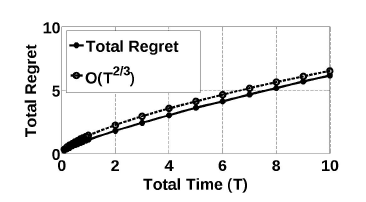 10
Total Regret
O(T^2/3)
5
0
Total Regret
0 2 4 6 8 10
Total Time (T)